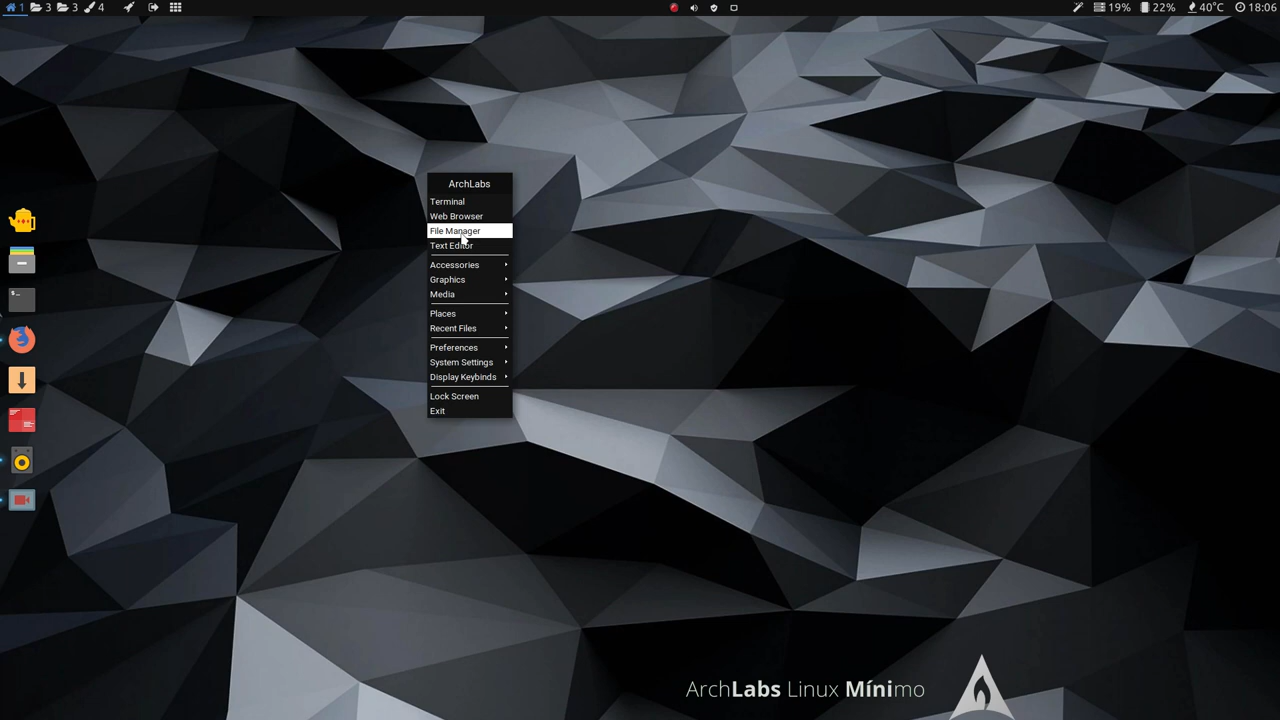 1 3 3 4 19% 22% 40°C 18:06
ArchLabs
Terminal
Web Browser
File Manager
Text Editor
Accessories
Graphics
Media
Places
Recent Files
Preferences
System Settings
Display Keybinds
Lock Screen
Exit
ArchLabs Linux Mínimo